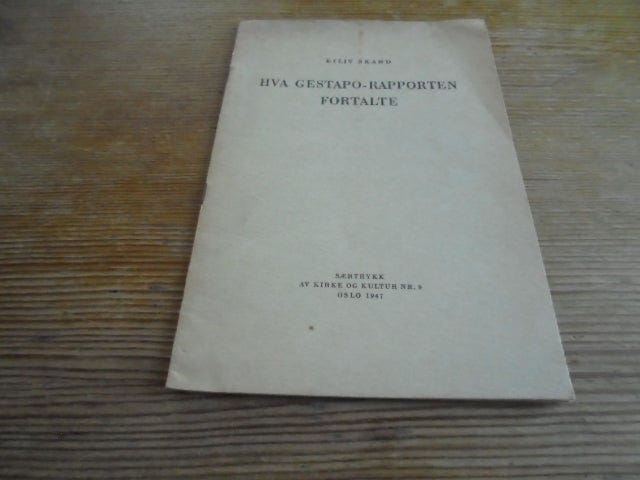 EILIV SKARD
HVA GESTAPO-RAPPORTEN
FORTALTE
SÆRTRYKK
AV KIRKE OG KULTUR NR. 9
OSLO 1947